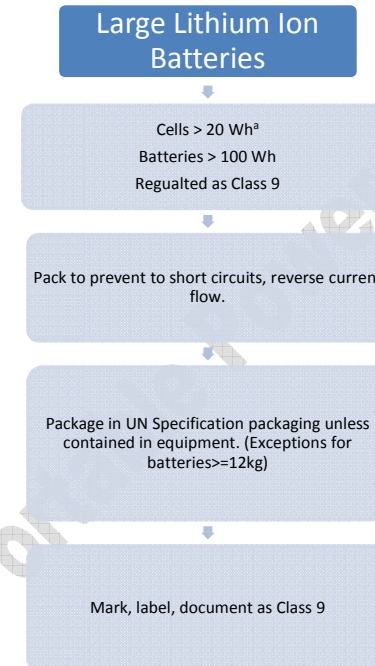 Large Lithium Ion
Batteries
Cells > 20 Whᵃ
Batteries > 100 Wh
Regualted as Class 9
Pack to prevent to short circuits, reverse curren
flow.
Package in UN Specification packaging unless
contained in equipment. (Exceptions for
batteries>=12kg)
Mark, label, document as Class 9